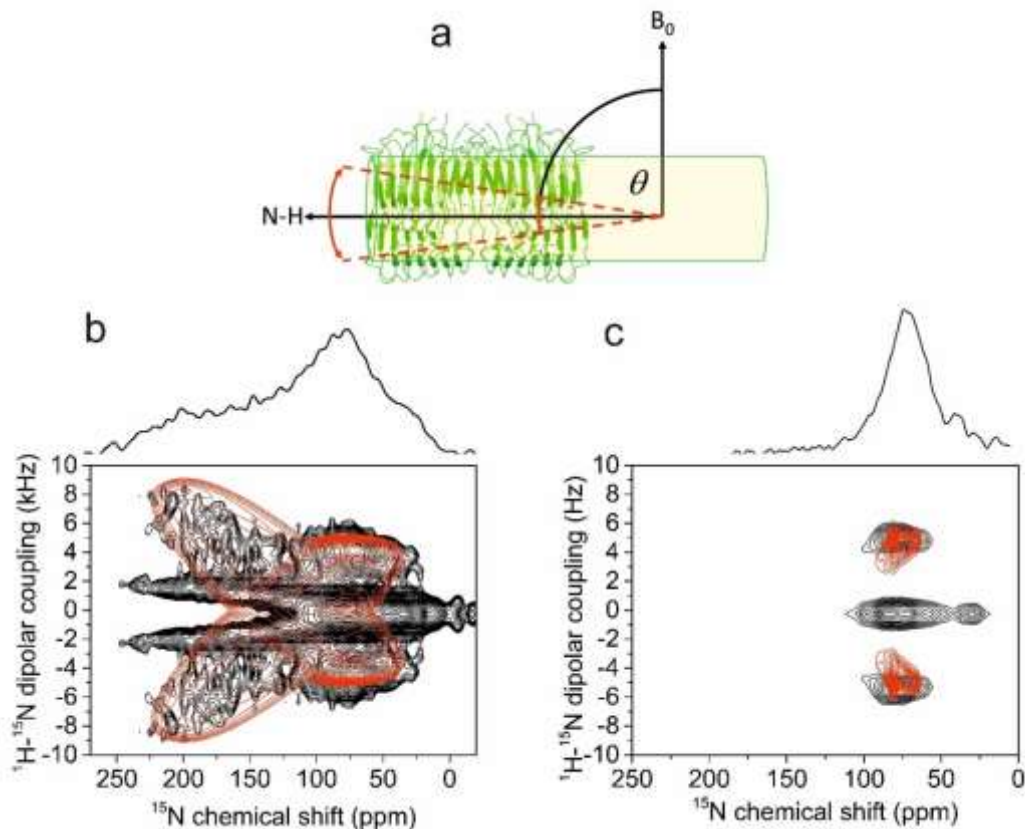 a
B₀
θ
N-H
b
c
10
8
6
4
2
0
-2
-4
-6
-8
-10
¹H-¹⁵N dipolar coupling (kHz)
250 200 150 100 50 0
¹⁵N chemical shift (ppm)
10
8
6
4
2
0
-2
-4
-6
-8
-10
¹H-¹⁵N dipolar coupling (Hz)
250 200 150 100 50 0
¹⁵N chemical shift (ppm)